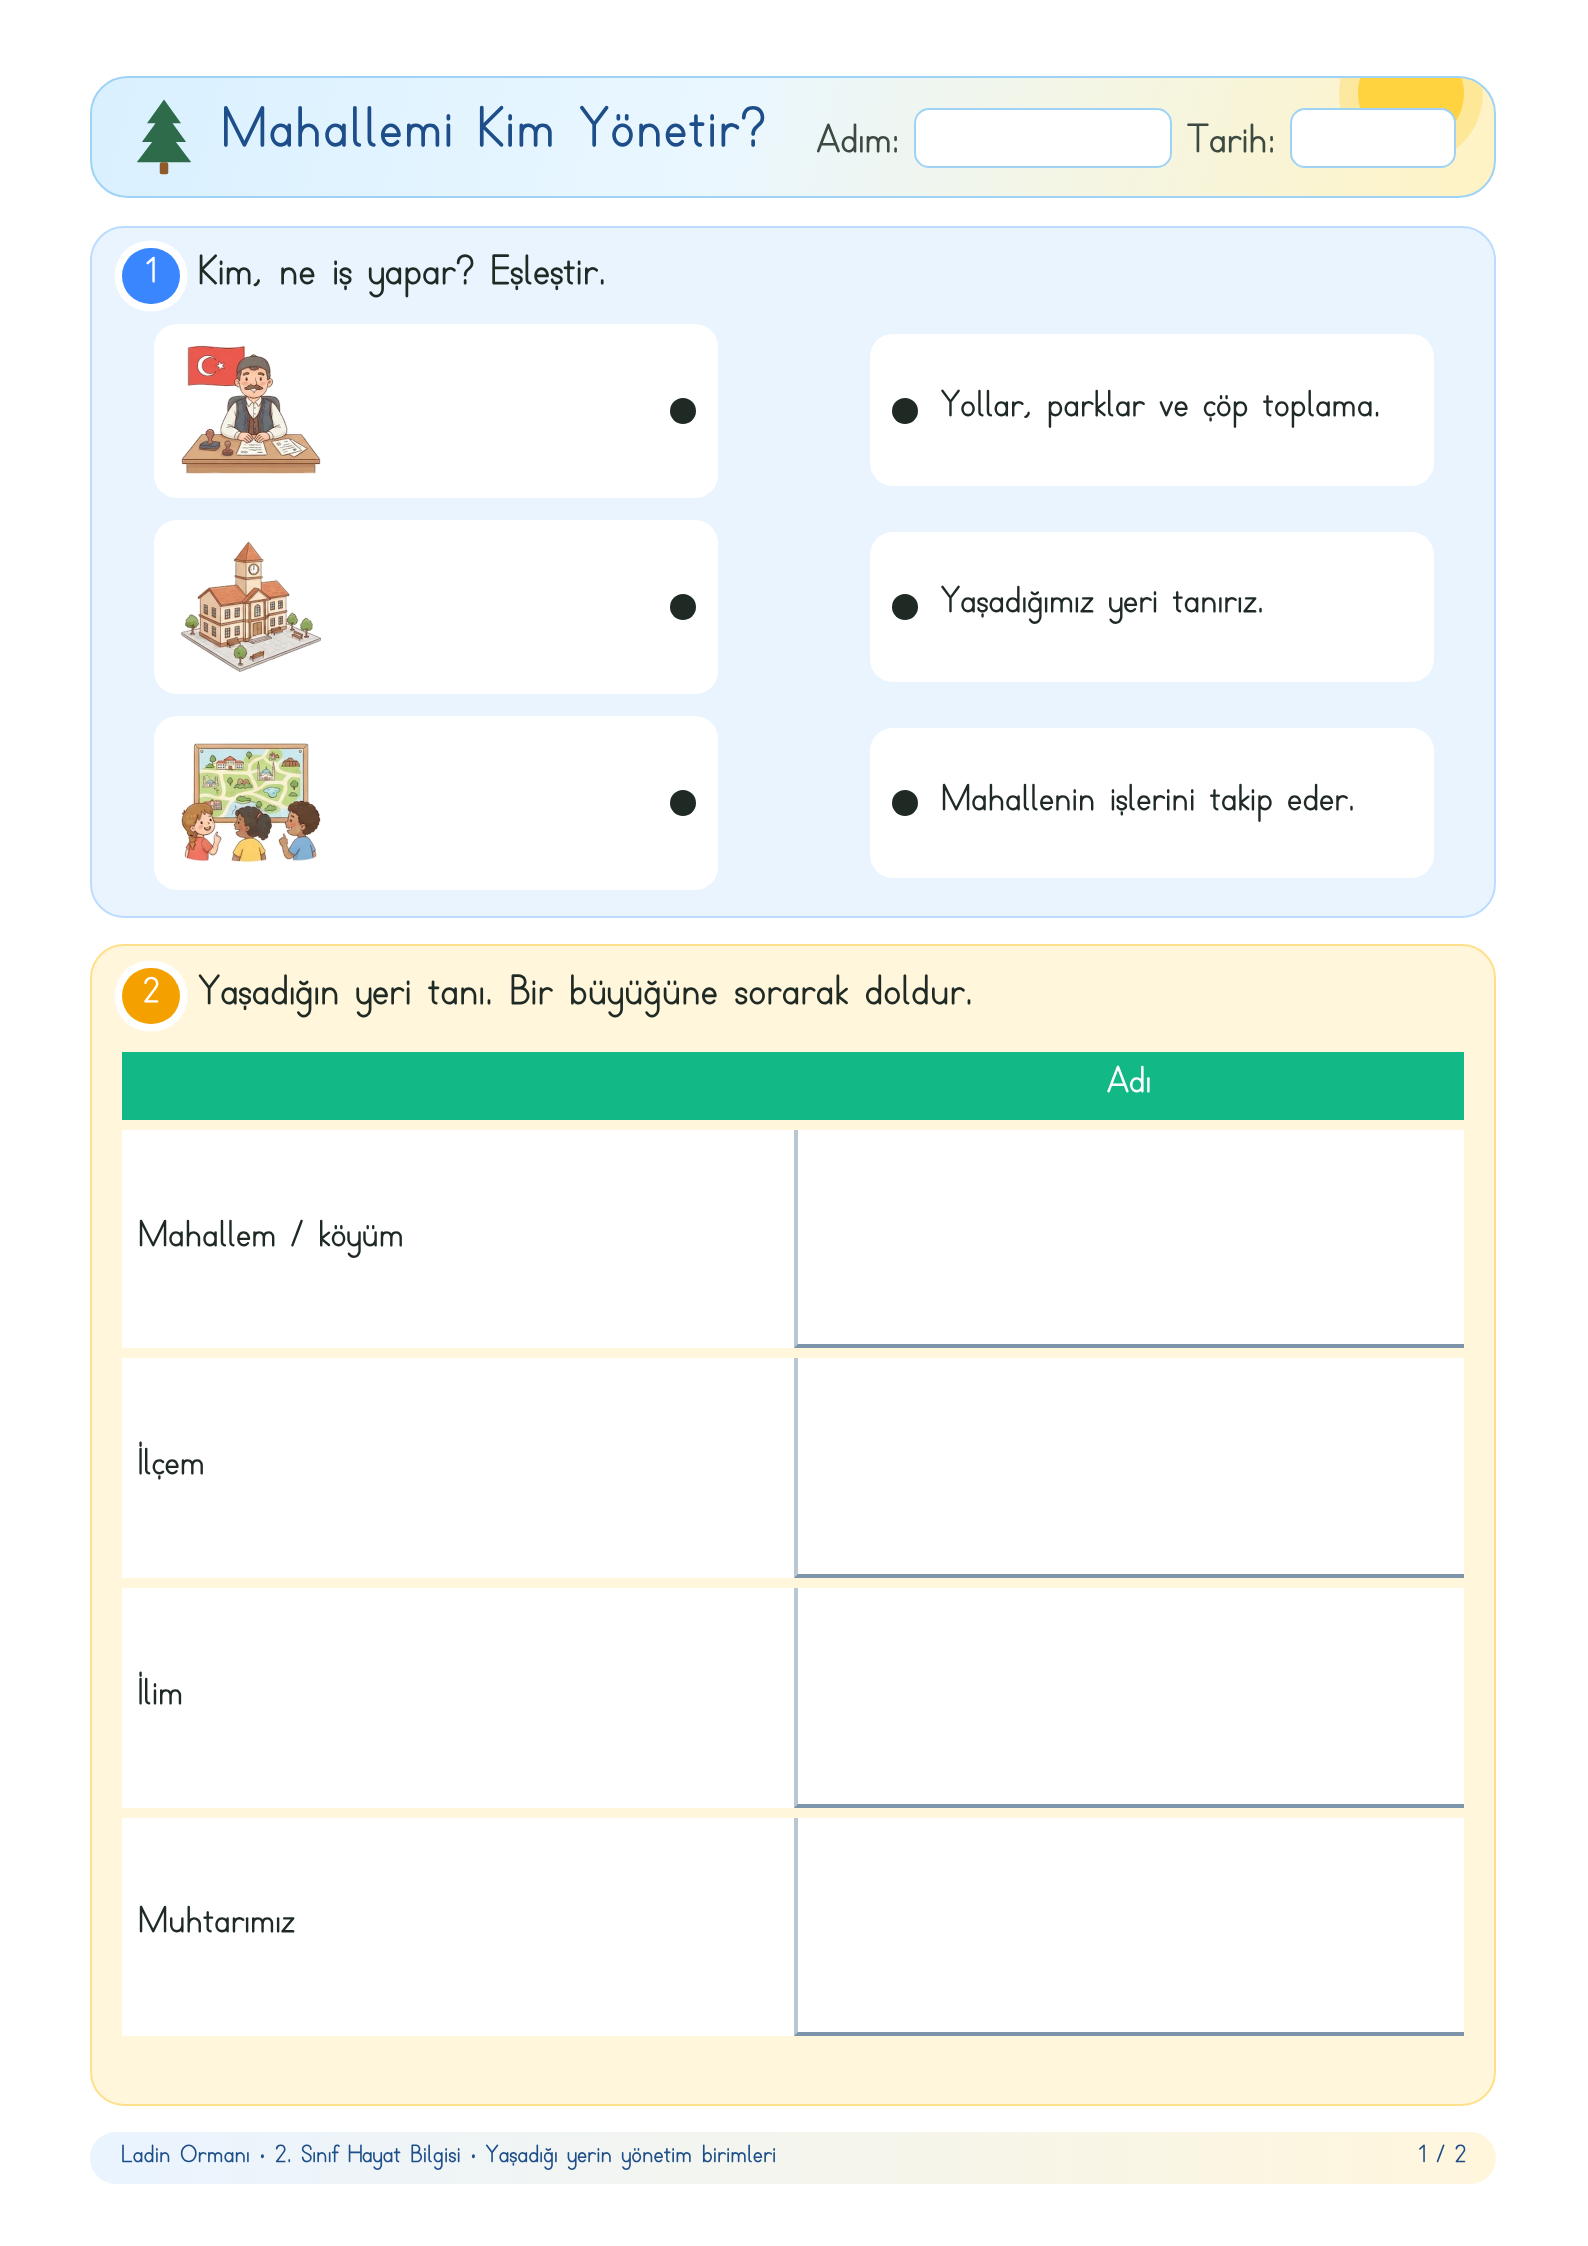 Mahallemi Kim Yönetir?
Adım:
Tarih:
1 Kim, ne iş yapar? Eşleştir.
Yollar, parklar ve çöp toplama.
Yaşadığımız yeri tanırız.
Mahallenin işlerini takip eder.
2 Yaşadığın yeri tanı. Bir büyüğüne sorarak doldur.
Adı
Mahallem / köyüm
İlçem
İlim
Muhtarımız
Ladin Ormanı • 2. Sınıf Hayat Bilgisi • Yaşadığı yerin yönetim birimleri
1 / 2